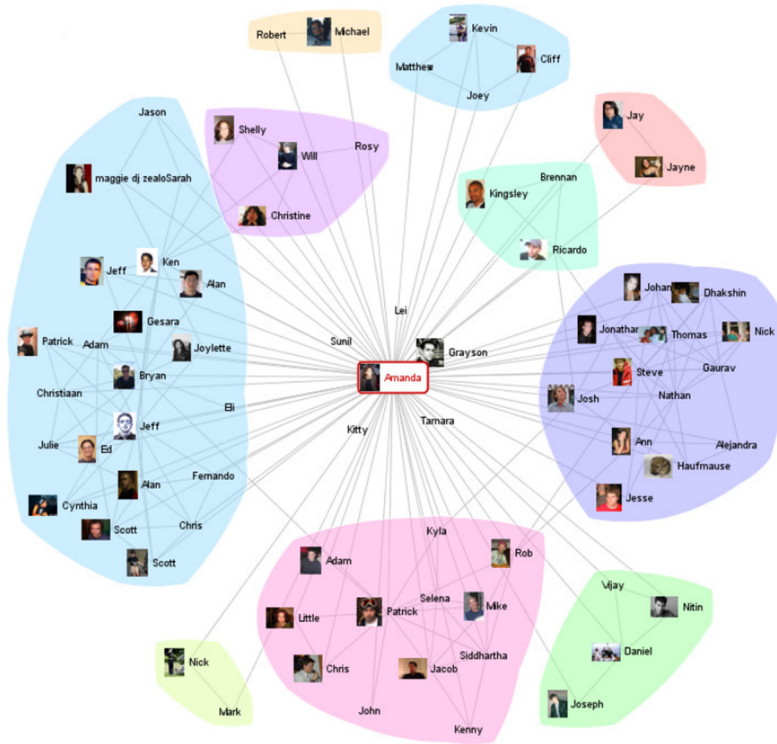 Robert
Michael
Kevin
Matthew
Cliff
Joey
Jason
Shelly
Will
Rosy
Christine
Jay
Jayne
maggie dj zealoSarah
Brennan
Kingsley
Ricardo
Jeff
Ken
Alan
Johan
Dhakshin
Gesara
Lei
Jonathar
Thomas
Nick
Patrick
Adam
Joylette
Sunil
Grayson
Steve
Gaurav
Christiaan
Bryan
Amanda
Josh
Nathan
Eli
Jeff
Kitty
Tamara
Julie
Ed
Ann
Alejandra
Haufmause
Cynthia
Alan
Fernando
Jesse
Scott
Chris
Scott
Kyla
Adam
Rob
Vijay
Nitin
Little
Patrick
Selena
Mike
Siddhartha
Daniel
Nick
Chris
Jacob
Mark
John
Kenny
Joseph